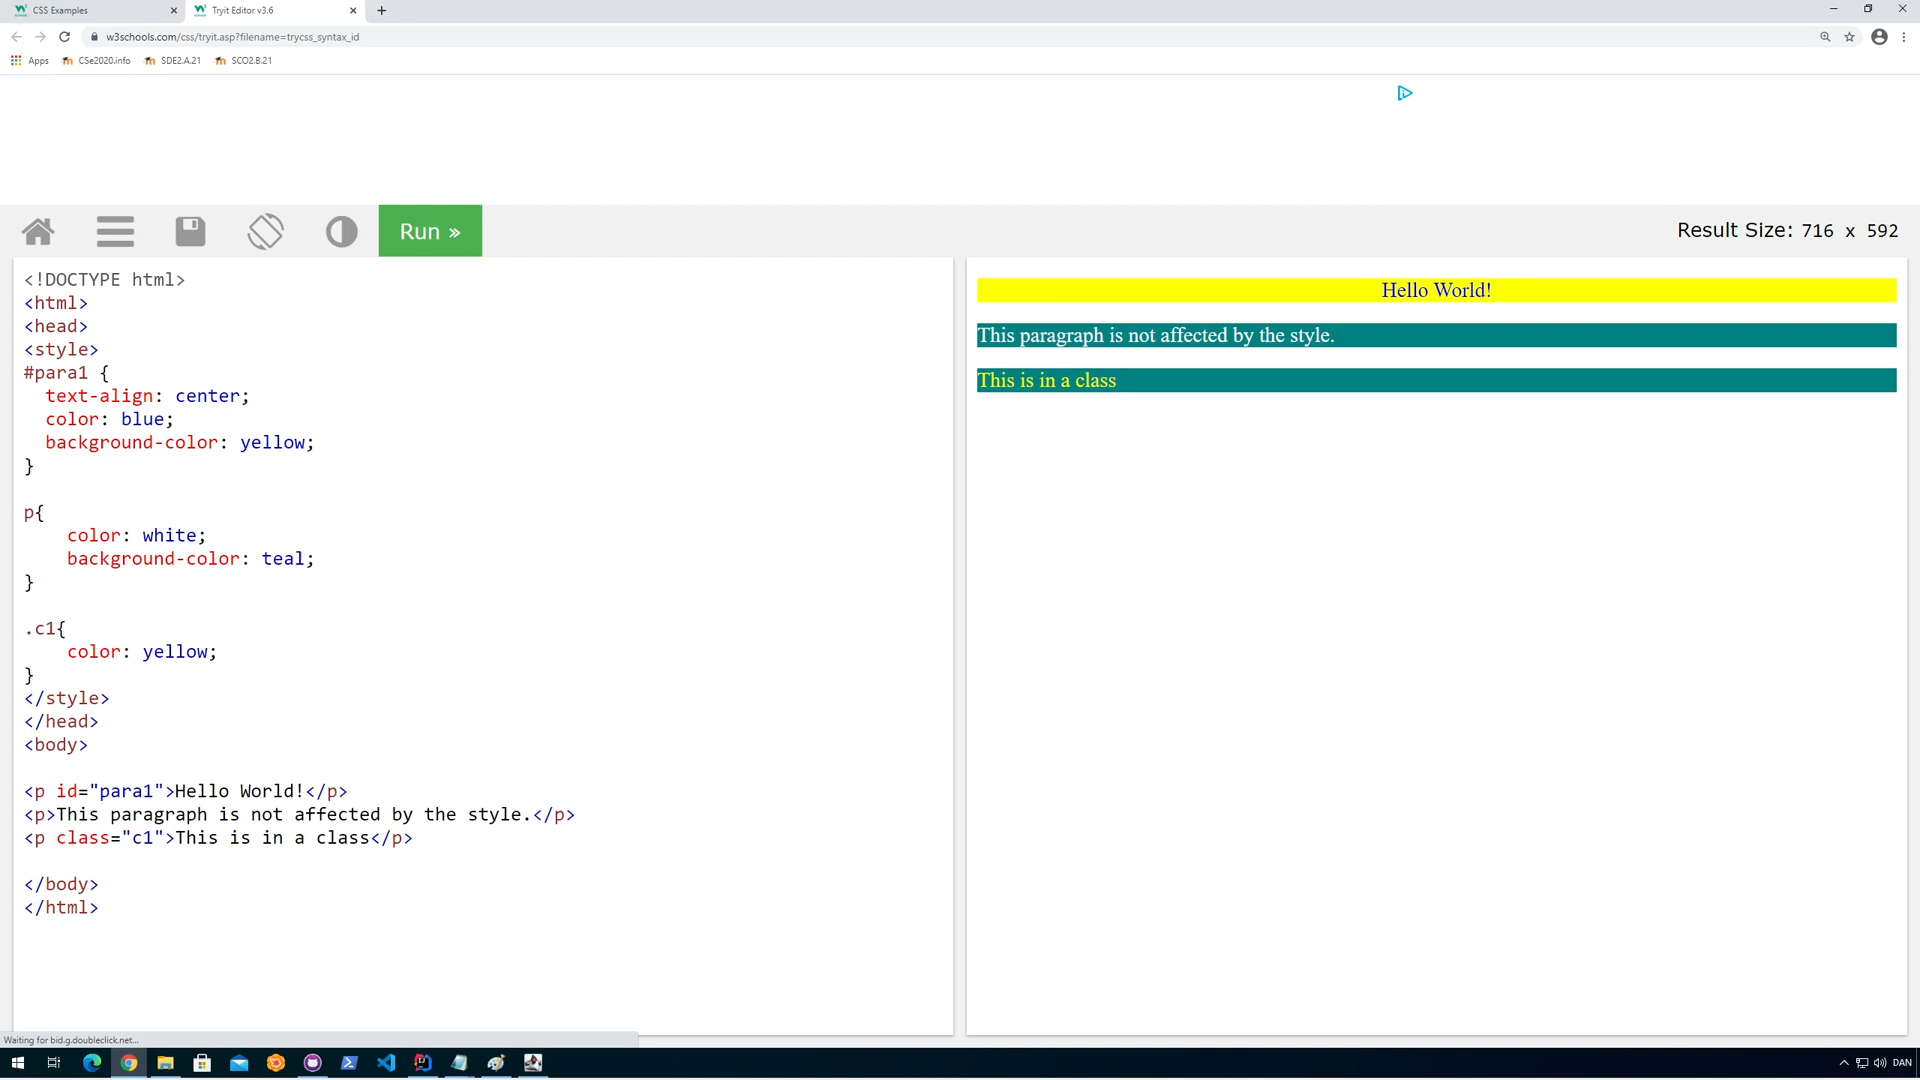 CSS Examples
Tryit Editor v3.6
w3schools.com/css/tryit.asp?filename=trycss_syntax_id
Apps
CSe2020.info
SDE2.A.21
SCO2.B.21
Run »
Result Size: 716 x 592
<!DOCTYPE html>
<html>
<head>
<style>
#para1 {
  text-align: center;
  color: blue;
  background-color: yellow;
}
p{
    color: white;
    background-color: teal;
}
.c1{
    color: yellow;
}
</style>
</head>
<body>
<p id="para1">Hello World!</p>
<p>This paragraph is not affected by the style.</p>
<p class="c1">This is in a class</p>
</body>
</html>
Hello World!
This paragraph is not affected by the style.
This is in a class
Waiting for bid.g.doubleclick.net...
DAN